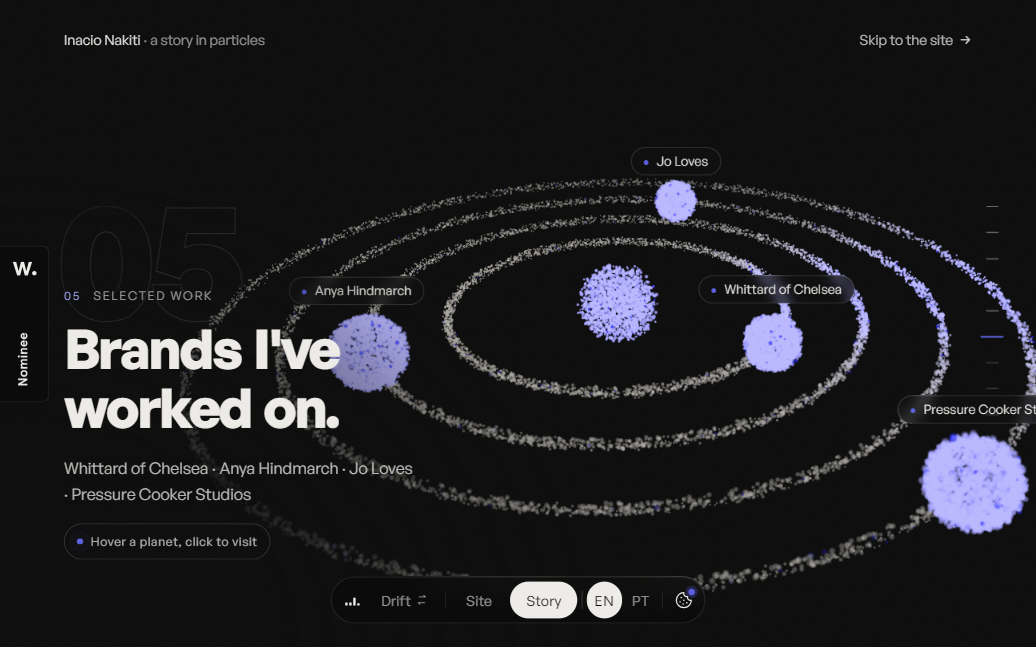 Inacio Nakiti · a story in particles
Skip to the site →
Jo Loves
Anya Hindmarch
Whittard of Chelsea
Pressure Cooker St
W.
Nominee
05
05 SELECTED WORK
Brands I've
worked on.
Whittard of Chelsea · Anya Hindmarch · Jo Loves
· Pressure Cooker Studios
Hover a planet, click to visit
Drift
Site
Story
EN
PT